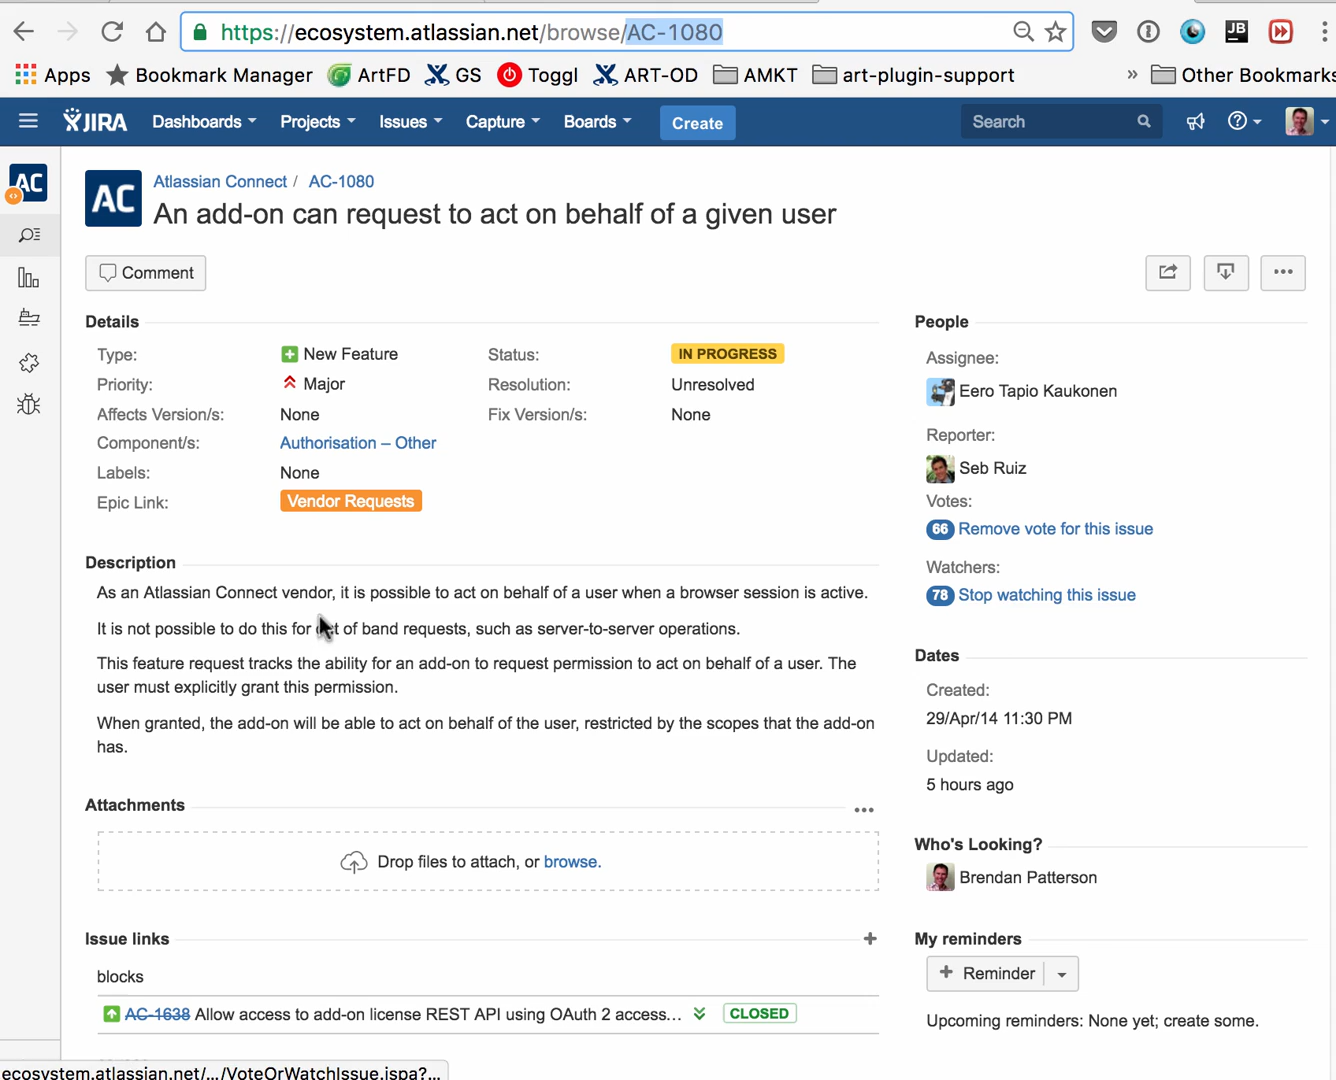 https://ecosystem.atlassian.net/browse/AC-1080
JB
Apps Bookmark Manager ArtFD GS Toggl ART-OD AMKT art-plugin-support » Other Bookmarks
JIRA Dashboards Projects Issues Capture Boards Create Search
AC
AC
Atlassian Connect / AC-1080
An add-on can request to act on behalf of a given user
Comment
Details
Type: New Feature
Status: IN PROGRESS
Priority: Major
Resolution: Unresolved
Affects Version/s: None
Fix Version/s: None
Component/s: Authorisation – Other
Labels: None
Epic Link: Vendor Requests
Description
As an Atlassian Connect vendor, it is possible to act on behalf of a user when a browser session is active.
It is not possible to do this for of band requests, such as server-to-server operations.
This feature request tracks the ability for an add-on to request permission to act on behalf of a user. The
user must explicitly grant this permission.
When granted, the add-on will be able to act on behalf of the user, restricted by the scopes that the add-on
has.
Attachments
Drop files to attach, or browse.
Issue links
blocks
AC-1638 Allow access to add-on license REST API using OAuth 2 access... CLOSED
People
Assignee:
Eero Tapio Kaukonen
Reporter:
Seb Ruiz
Votes:
66 Remove vote for this issue
Watchers:
78 Stop watching this issue
Dates
Created:
29/Apr/14 11:30 PM
Updated:
5 hours ago
Who's Looking?
Brendan Patterson
My reminders
Reminder
Upcoming reminders: None yet; create some.
ecosystem.atlassian.net/.../VoteOrWatchIssue.jspa?...